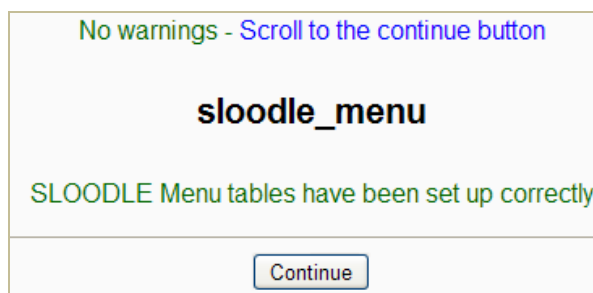 No warnings - Scroll to the continue button
sloodle_menu
SLOODLE Menu tables have been set up correctly
Continue